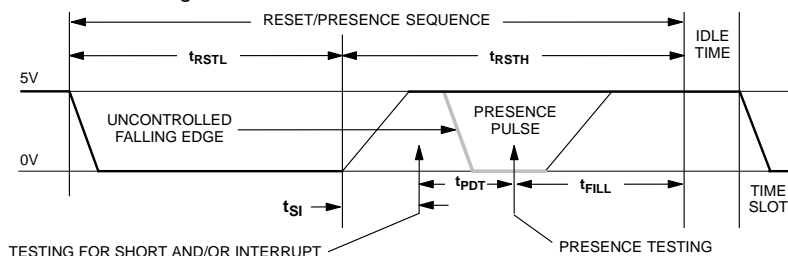 RESET/PRESENCE SEQUENCE
IDLE
TIME
tRSTL
tRSTH
5V
UNCONTROLLED
FALLING EDGE
PRESENCE
PULSE
0V
tPDT
tFILL
tSI
TIME
SLOT
TESTING FOR SHORT AND/OR INTERRUPT
PRESENCE TESTING